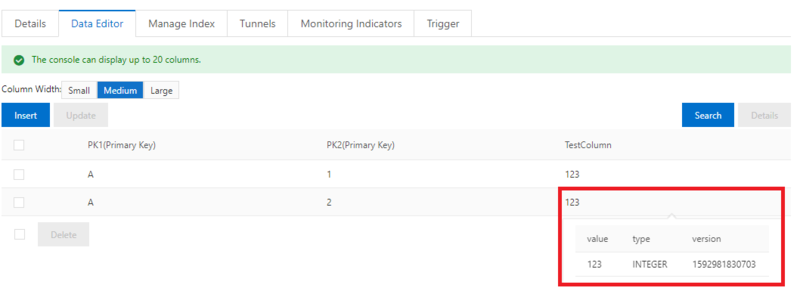 Details Data Editor Manage Index Tunnels Monitoring Indicators Trigger
The console can display up to 20 columns.
Column Width: Small Medium Large
Insert Update Search Details
PK1(Primary Key) PK2(Primary Key) TestColumn
A 1 123
A 2 123
Delete
value type version
123 INTEGER 1592981830703